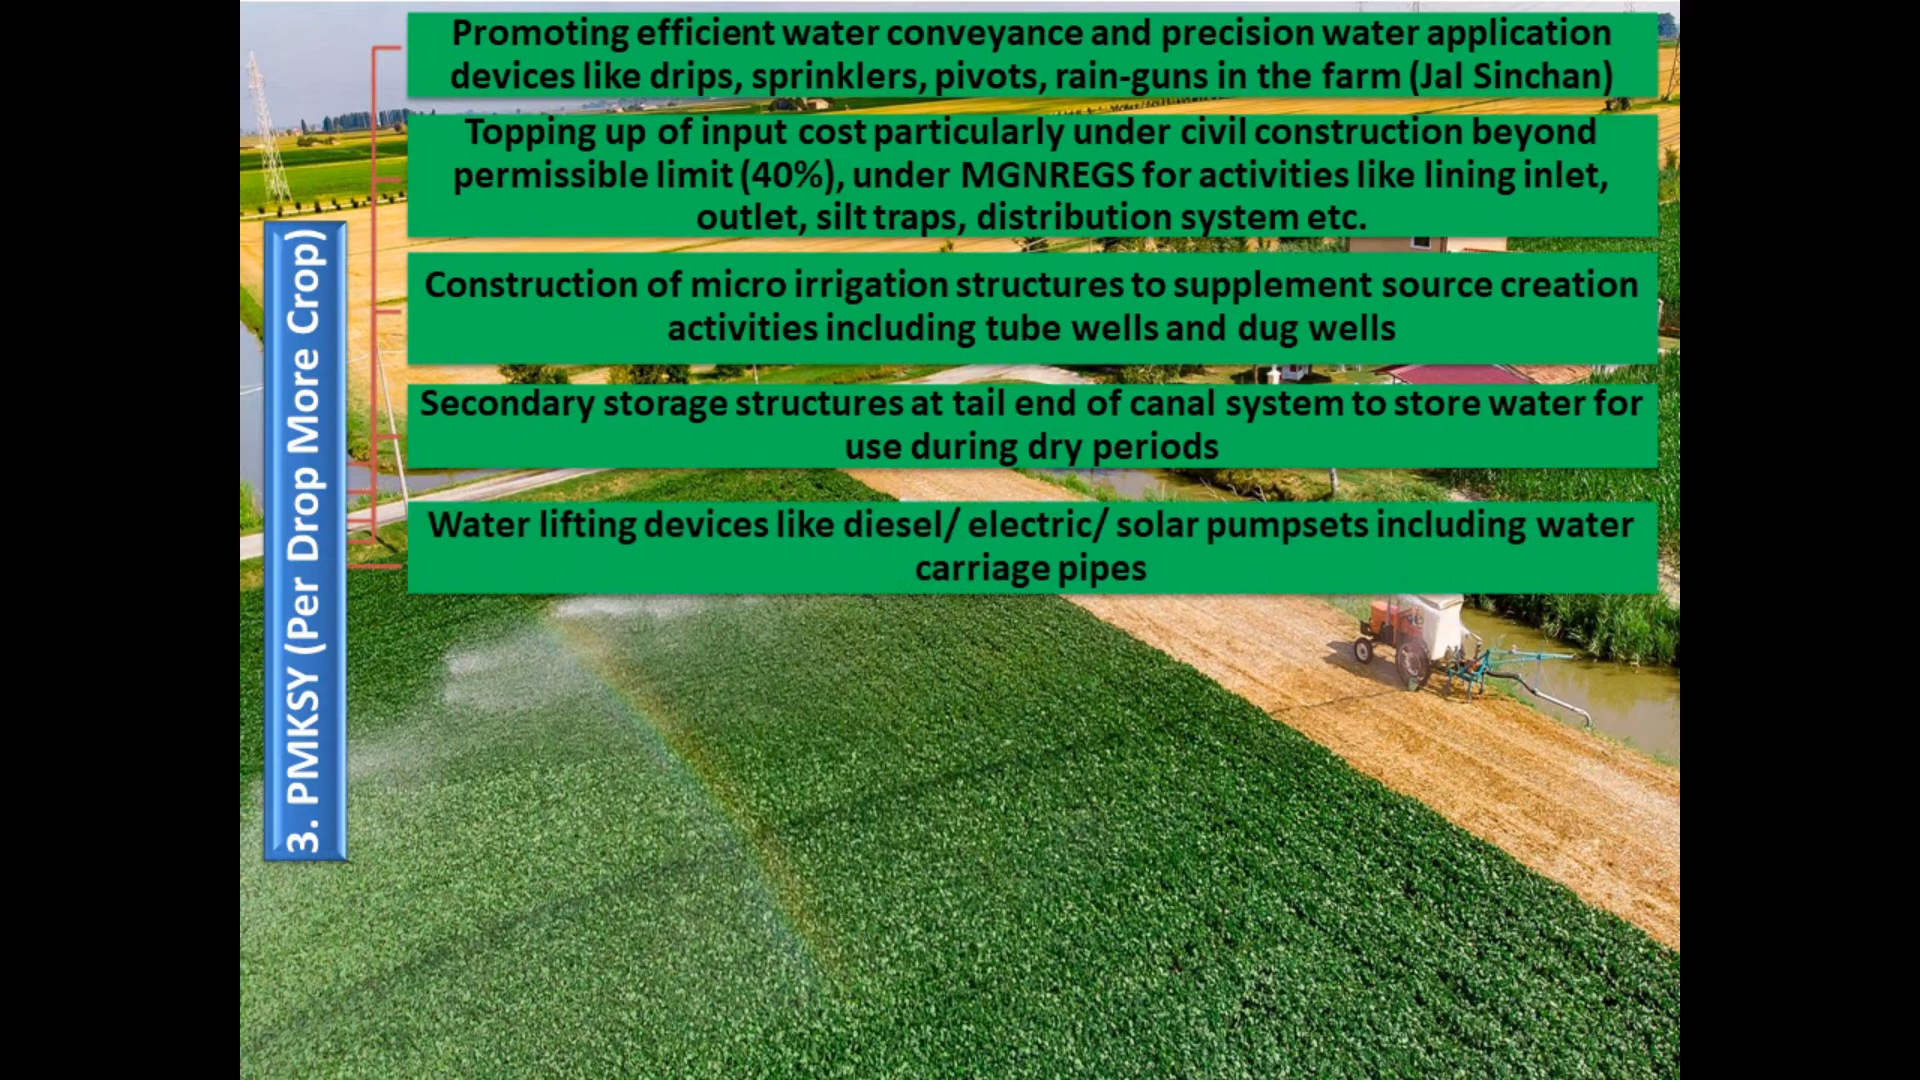 3. PMKSY (Per Drop More Crop)
Promoting efficient water conveyance and precision water application
devices like drips, sprinklers, pivots, rain-guns in the farm (Jal Sinchan)
Topping up of input cost particularly under civil construction beyond
permissible limit (40%), under MGNREGS for activities like lining inlet,
outlet, silt traps, distribution system etc.
Construction of micro irrigation structures to supplement source creation
activities including tube wells and dug wells
Secondary storage structures at tail end of canal system to store water for
use during dry periods
Water lifting devices like diesel/ electric/ solar pumpsets including water
carriage pipes